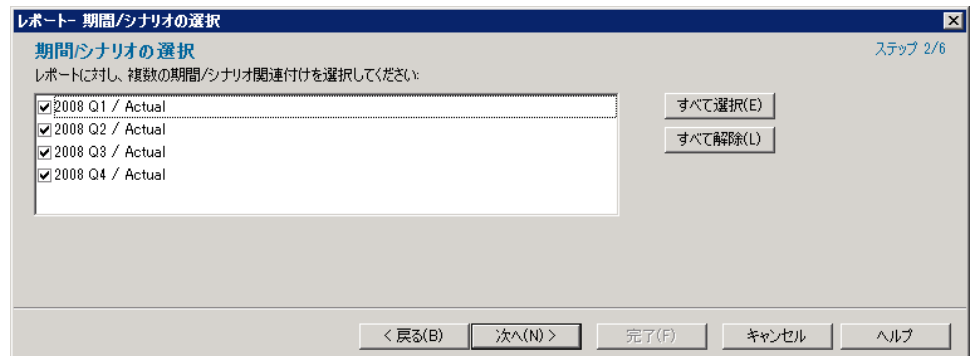 レポート- 期間/シナリオの選択
期間/シナリオの選択
ステップ 2/6
レポートに対し、複数の期間/シナリオ関連付けを選択してください:
2008 Q1 / Actual
2008 Q2 / Actual
2008 Q3 / Actual
2008 Q4 / Actual
すべて選択(E)
すべて解除(L)
< 戻る(B)
次へ(N) >
完了(F)
キャンセル
ヘルプ